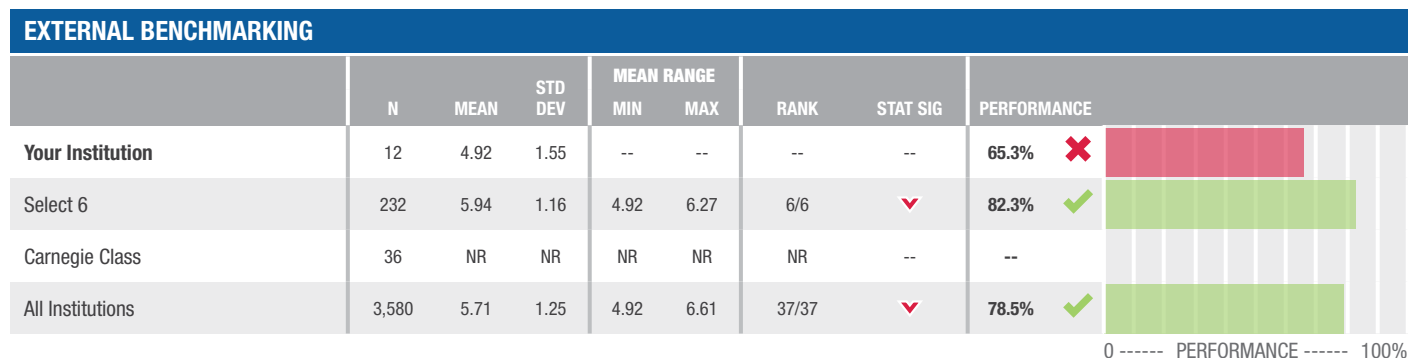 EXTERNAL BENCHMARKING
N MEAN STD DEV MEAN RANGE MIN MAX RANK STAT SIG PERFORMANCE
Your Institution 12 4.92 1.55 -- -- -- -- 65.3%
Select 6 232 5.94 1.16 4.92 6.27 6/6 82.3%
Carnegie Class 36 NR NR NR NR NR -- --
All Institutions 3,580 5.71 1.25 4.92 6.61 37/37 78.5%
0 ------ PERFORMANCE ------ 100%